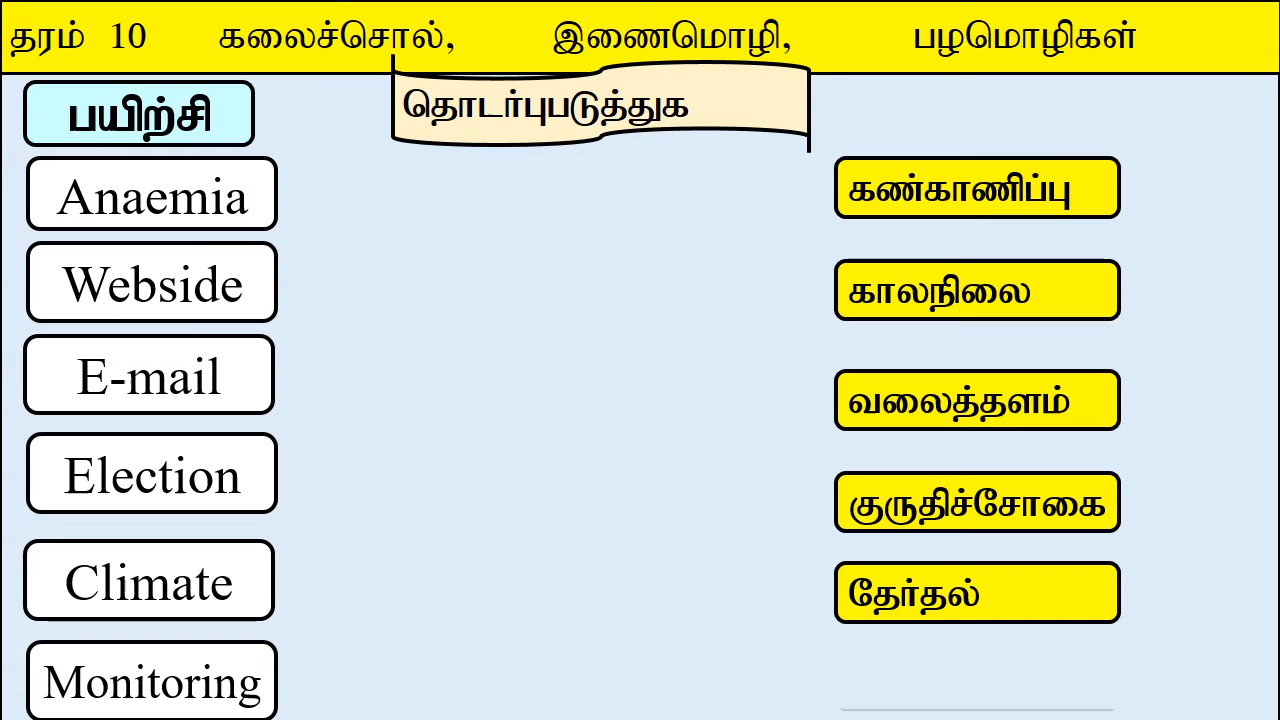 தரம் 10 கலைச்சொல், இணைமொழி, பழமொழிகள்
பயிற்சி
தொடர்புபடுத்துக
Anaemia
கண்காணிப்பு
Webside
காலநிலை
E-mail
வலைத்தளம்
Election
குருதிச்சோகை
Climate
தேர்தல்
Monitoring